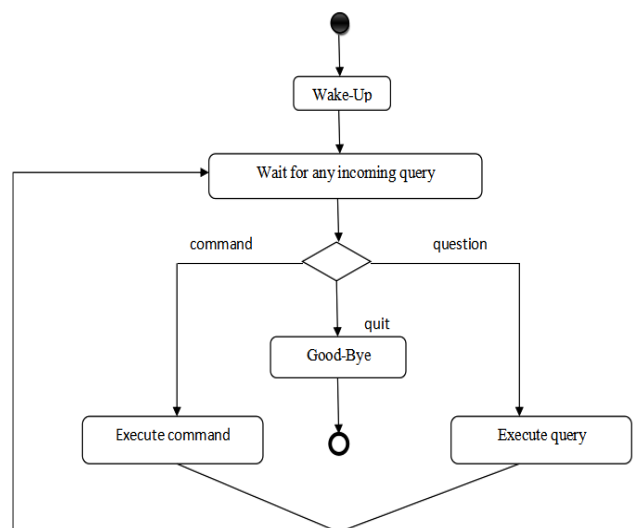 Wake-Up
Wait for any incoming query
command
question
quit
Good-Bye
Execute command
Execute query